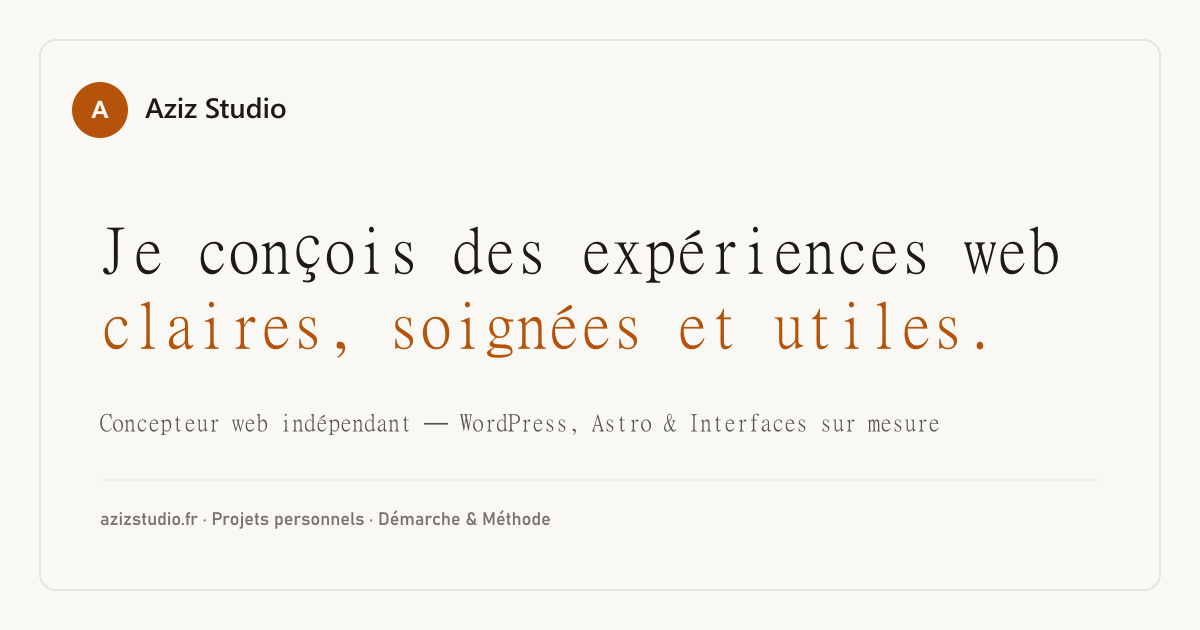 A Aziz Studio
Je conçois des expériences web
claires, soignées et utiles.
Concepteur web indépendant — WordPress, Astro & Interfaces sur mesure
azizstudio.fr · Projets personnels · Démarche & Méthode